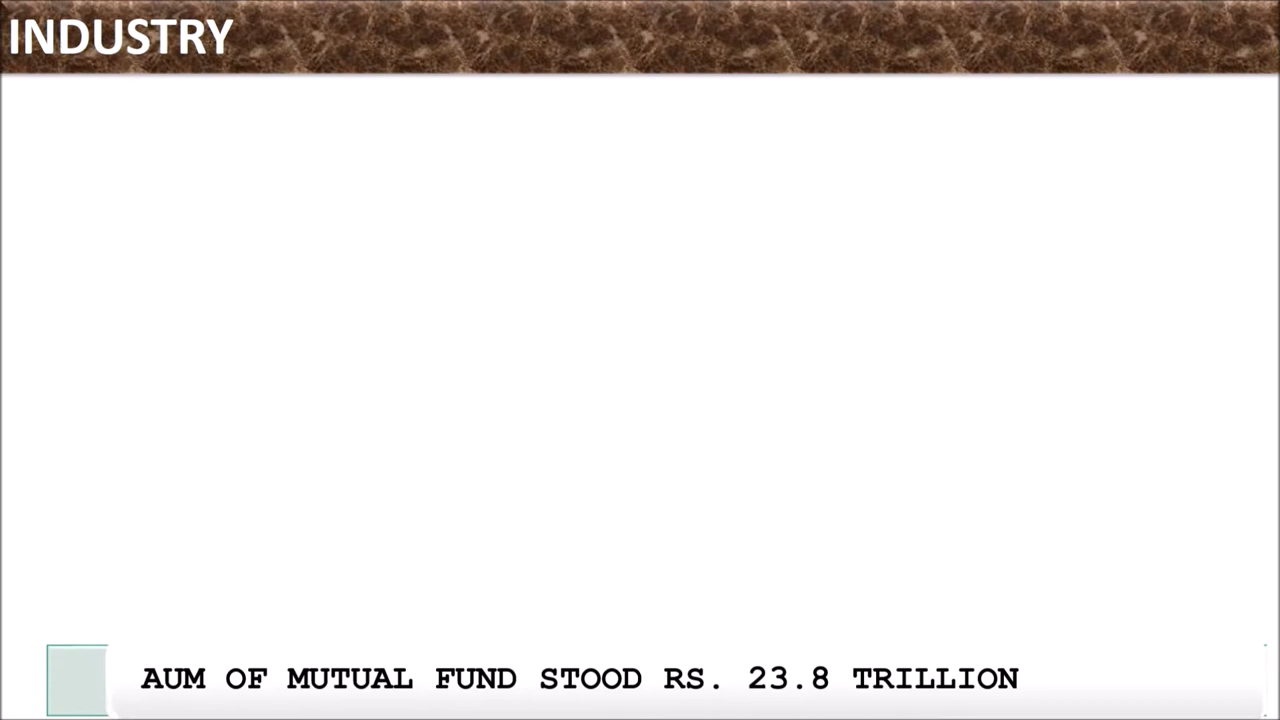 INDUSTRY
AUM OF MUTUAL FUND STOOD RS. 23.8 TRILLION